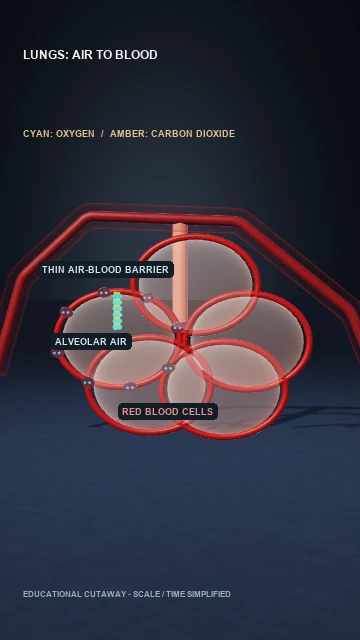 LUNGS: AIR TO BLOOD
CYAN: OXYGEN / AMBER: CARBON DIOXIDE
THIN AIR-BLOOD BARRIER
ALVEOLAR AIR
RED BLOOD CELLS
EDUCATIONAL CUTAWAY - SCALE / TIME SIMPLIFIED